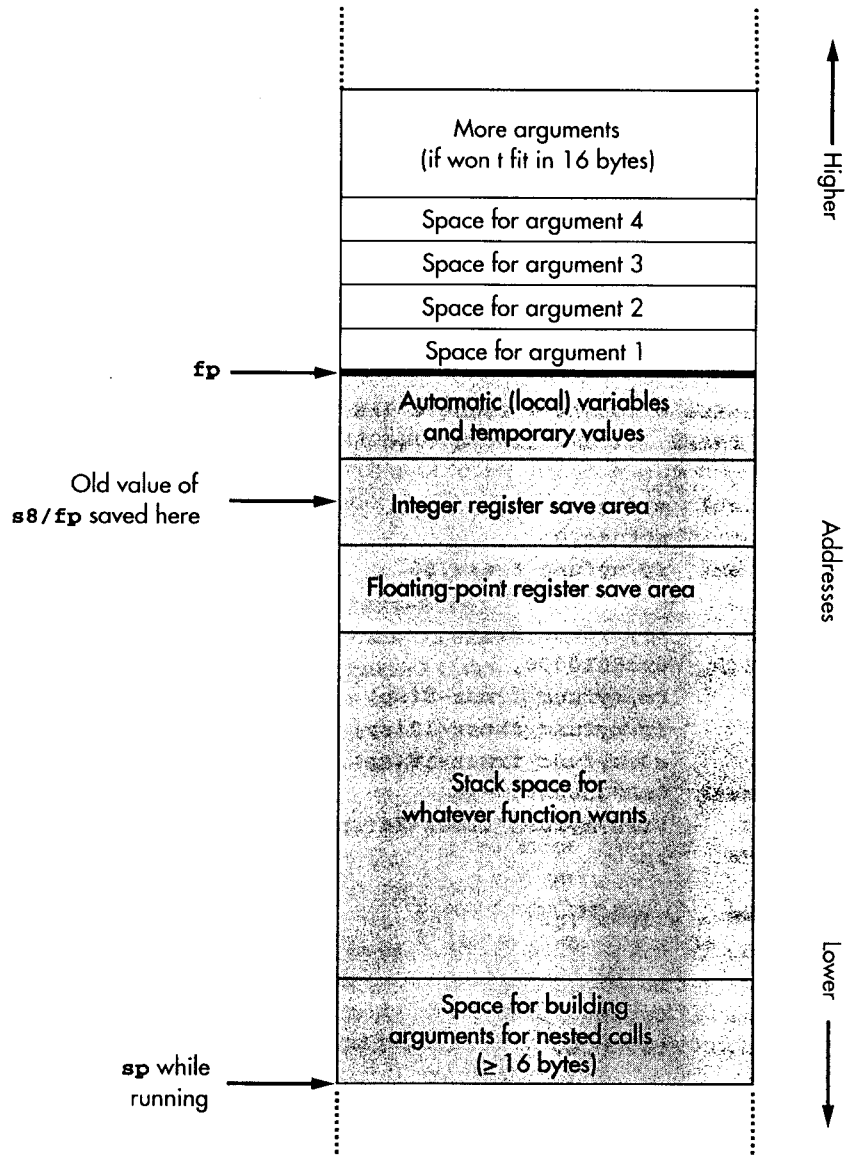 More arguments
(if won t fit in 16 bytes)
Space for argument 4
Space for argument 3
Space for argument 2
Space for argument 1
fp
Automatic (local) variables
and temporary values
Old value of
s8/fp saved here
Integer register save area
Floating-point register save area
Stack space for
whatever function wants
Space for building
arguments for nested calls
(≥ 16 bytes)
sp while
running
Higher
Addresses
Lower